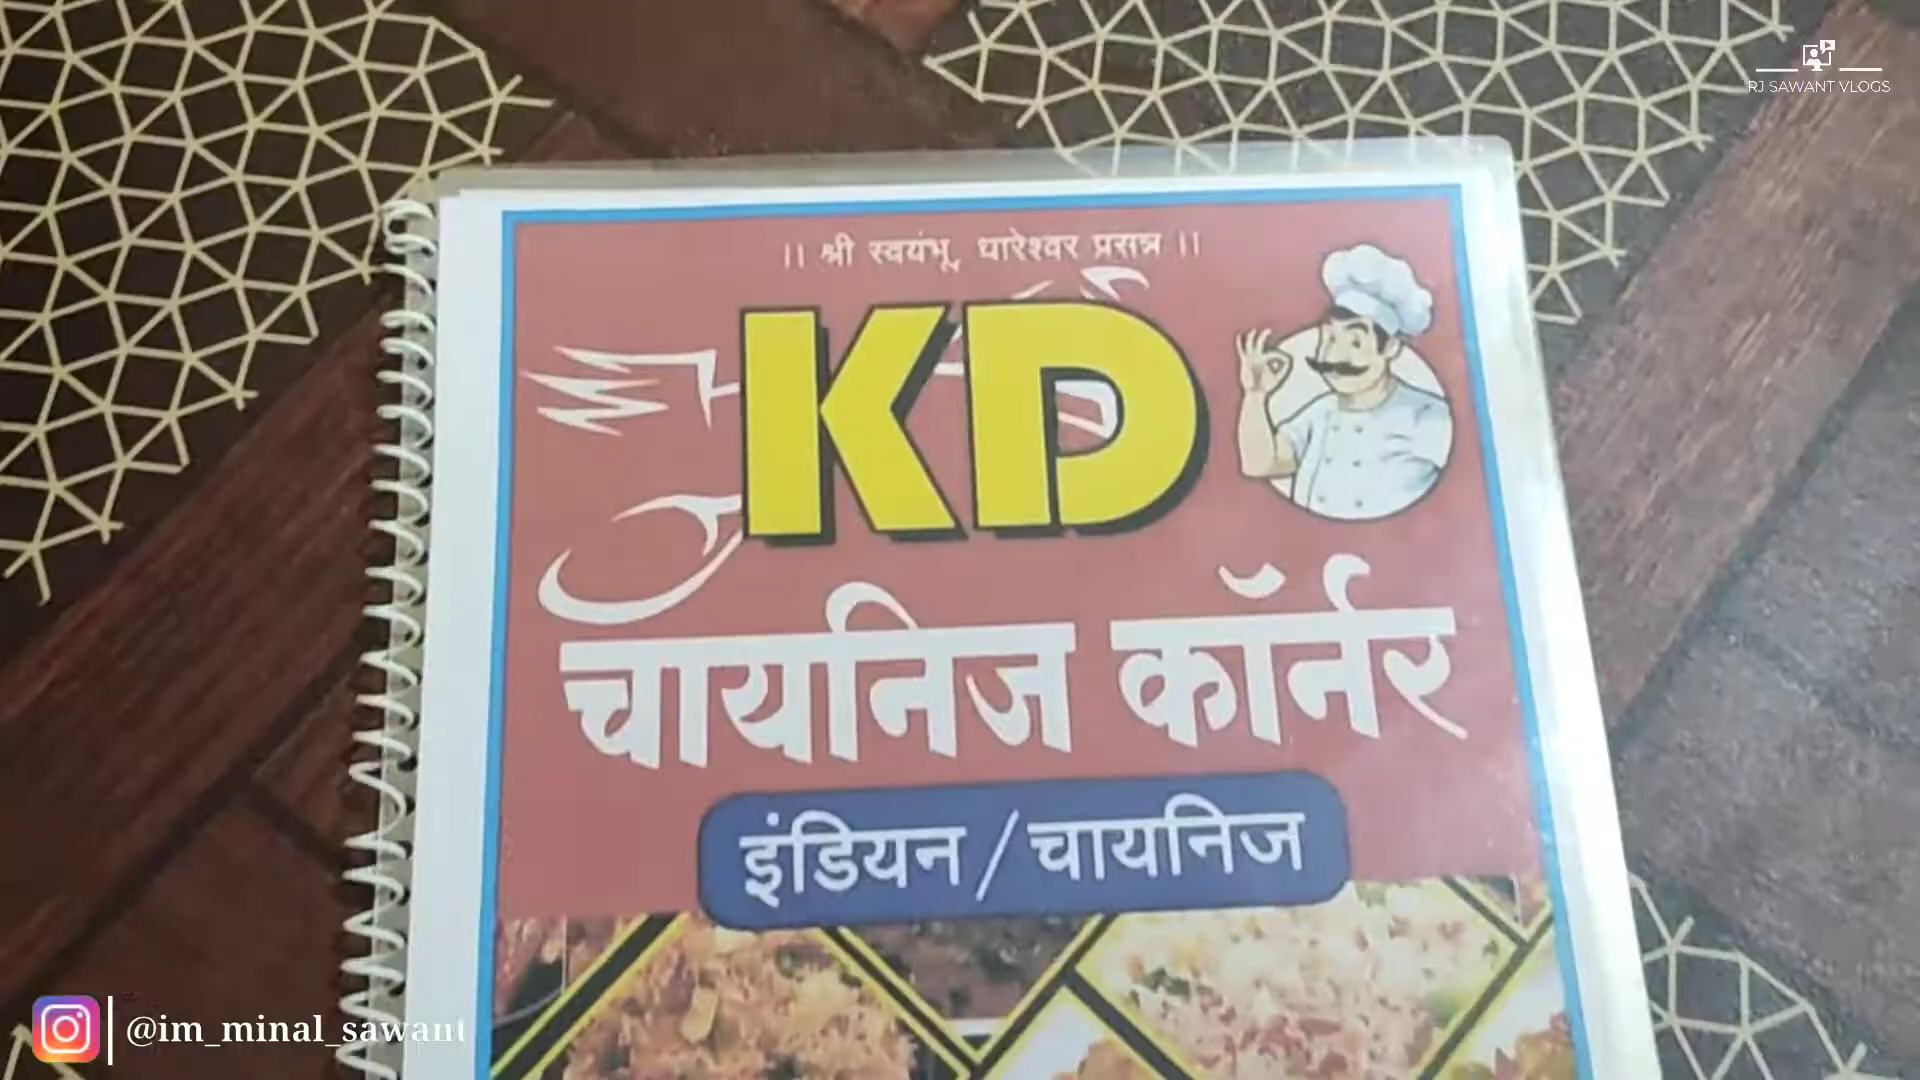 RJ SAWANT VLOGS
।। श्री स्वयंभू, धारेश्वर प्रसन्न ।।
KD
चायनिज कॉर्नर
इंडियन / चायनिज
@im_minal_sawant